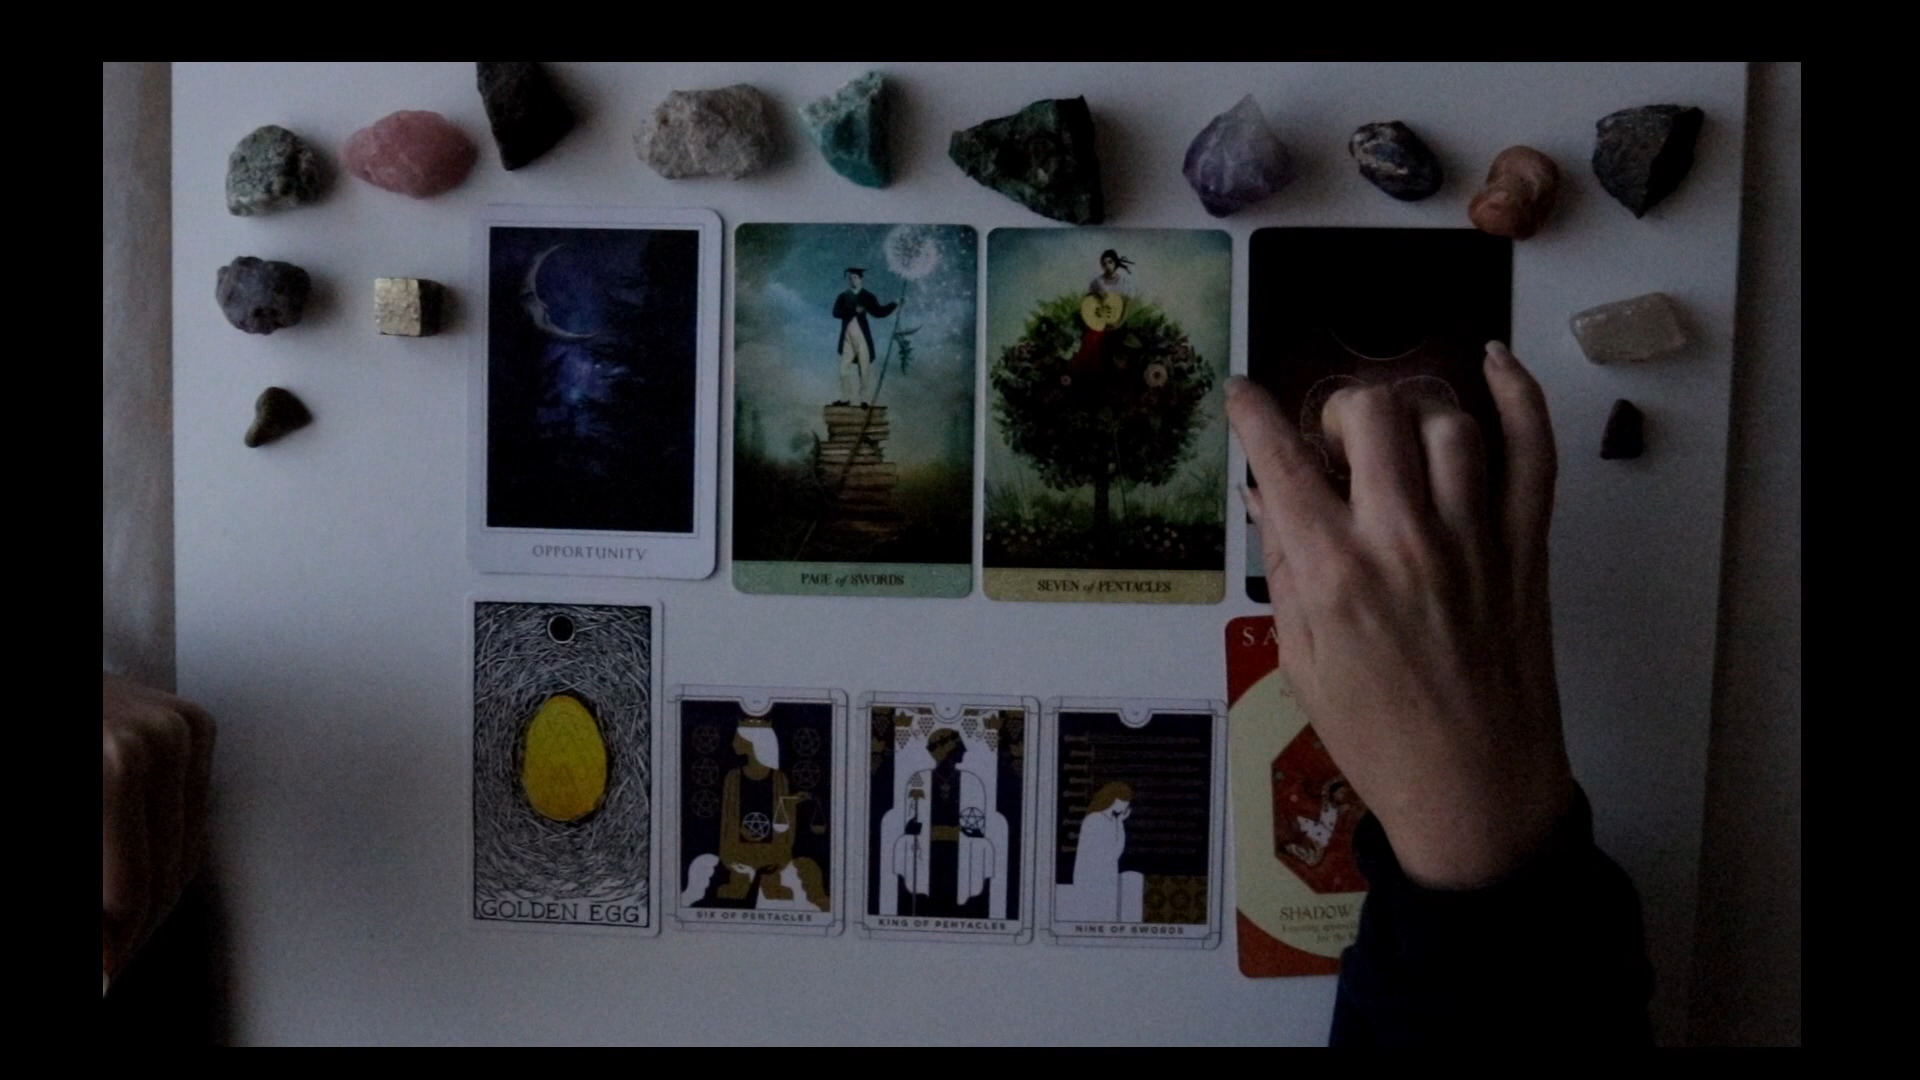 OPPORTUNITY
PAGE of SWORDS
SEVEN of PENTACLES
GOLDEN EGG
SIX OF PENTACLES
KING OF PENTACLES
NINE OF SWORDS
SA
SHADOW